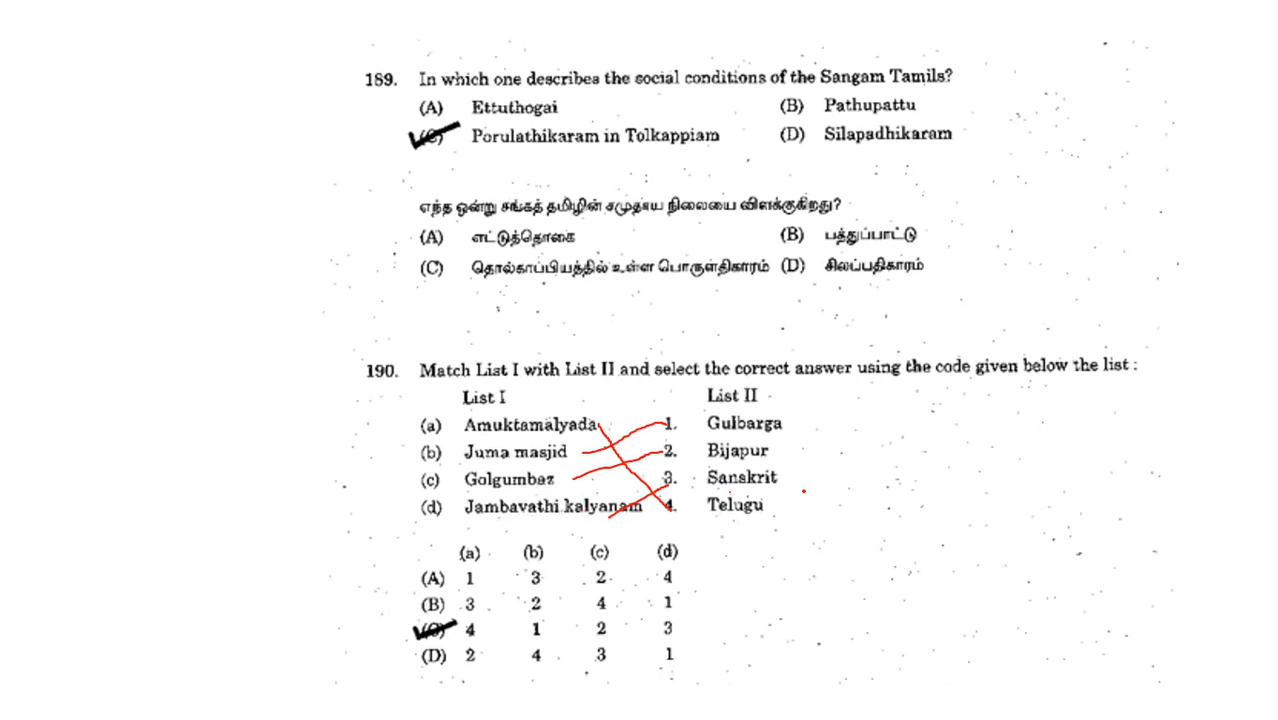 189. In which one describes the social conditions of the Sangam Tamils?
(A) Ettuthogai (B) Pathupattu
(C) Porulathikaram in Tolkappiam (D) Silapadhikaram
எந்த ஒன்று சங்கத் தமிழின் சமுதாய நிலையை விளக்குகிறது?
(A) எட்டுத்தொகை (B) பத்துப்பாட்டு
(C) தொல்காப்பியத்தில் உள்ள பொருளதிகாரம் (D) சிலப்பதிகாரம்
190. Match List I with List II and select the correct answer using the code given below the list :
List I List II
(a) Amuktamalyada 1. Gulbarga
(b) Juma masjid 2. Bijapur
(c) Golgumbaz 3. Sanskrit
(d) Jambavathi kalyanam 4. Telugu
(a) (b) (c) (d)
(A) 1 3 2 4
(B) 3 2 4 1
(C) 4 1 2 3
(D) 2 4 3 1